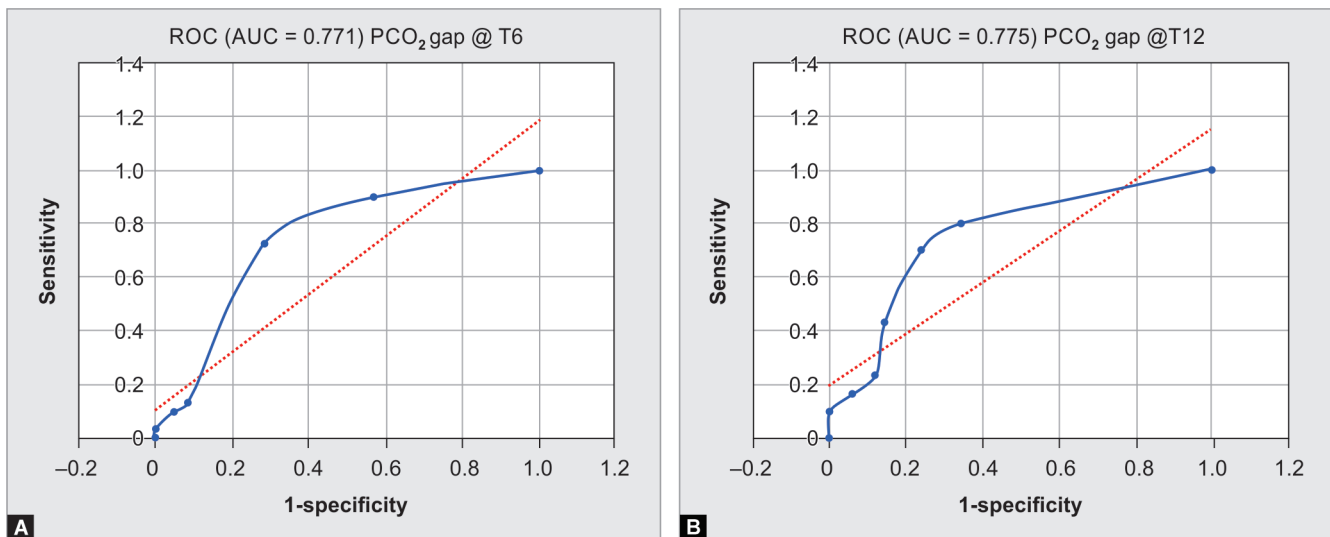 ROC (AUC = 0.771) PCO₂ gap @ T6
1.4
1.2
1.0
0.8
0.6
0.4
0.2
0
Sensitivity
–0.2 0 0.2 0.4 0.6 0.8 1.0 1.2
1-specificity
A
ROC (AUC = 0.775) PCO₂ gap @T12
1.4
1.2
1.0
0.8
0.6
0.4
0.2
0
Sensitivity
–0.2 0 0.2 0.4 0.6 0.8 1.0 1.2
1-specificity
B